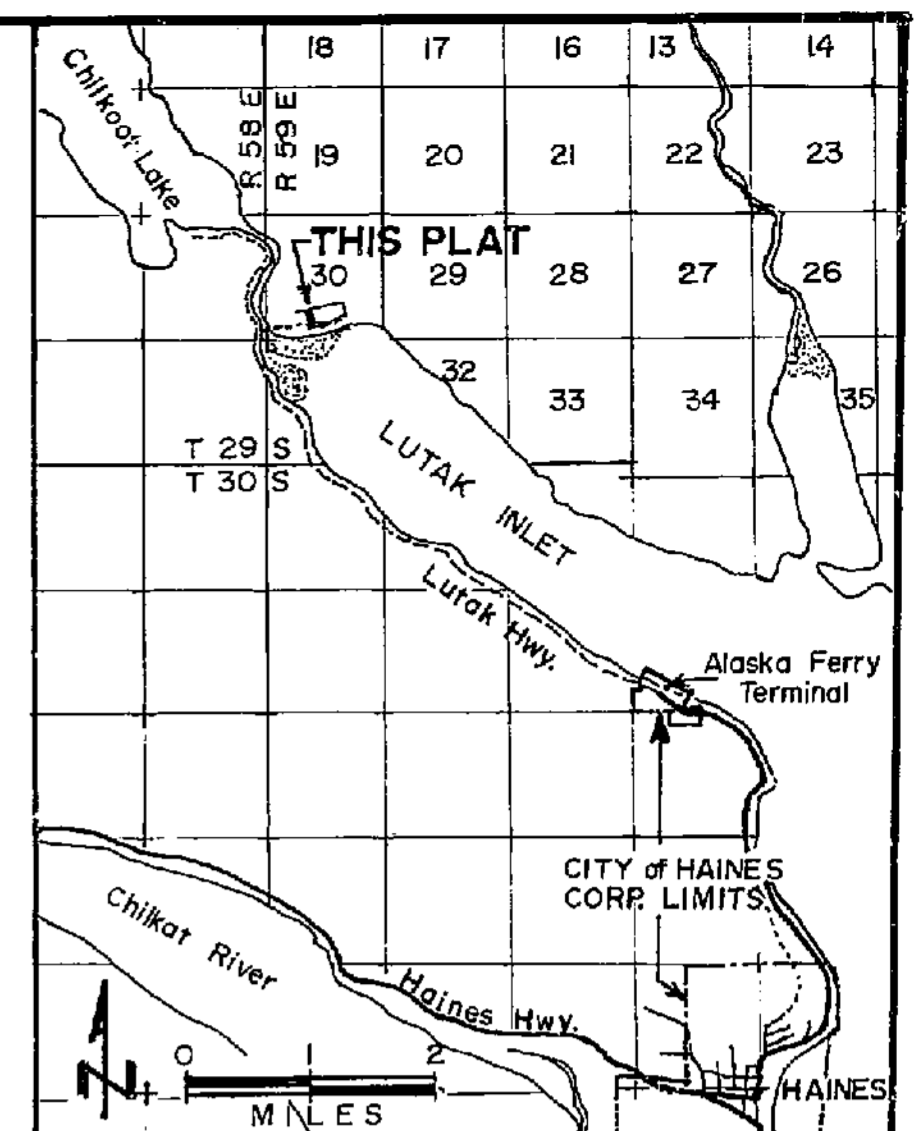 18 17 16 13 14
Chilkoot Lake
R 58 E
R 59 E
19 20 21 22 23
THIS PLAT
30 29 28 27 26
32 33 34 35
T 29 S
T 30 S
LUTAK INLET
Lutak Hwy.
Alaska Ferry
Terminal
CITY of HAINES
CORP. LIMITS
Chilkat River
Haines Hwy.
N
0 1 2
MILES
HAINES